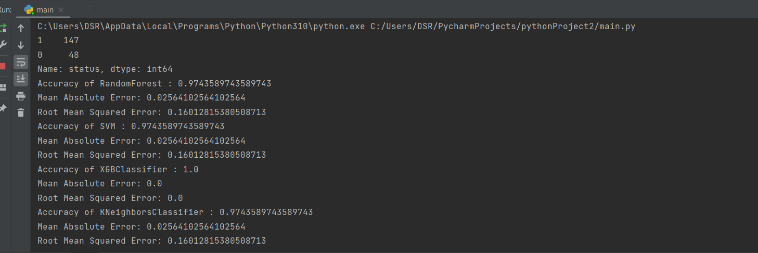 Run: main
C:\Users\DSR\AppData\Local\Programs\Python\Python310\python.exe C:/Users/DSR/PycharmProjects/pythonProject2/main.py
1    147
0     48
Name: status, dtype: int64
Accuracy of RandomForest : 0.9743589743589743
Mean Absolute Error: 0.02564102564102564
Root Mean Squared Error: 0.16012815380508713
Accuracy of SVM : 0.9743589743589743
Mean Absolute Error: 0.02564102564102564
Root Mean Squared Error: 0.16012815380508713
Accuracy of XGBClassifier : 1.0
Mean Absolute Error: 0.0
Root Mean Squared Error: 0.0
Accuracy of KNeighborsClassifier : 0.9743589743589743
Mean Absolute Error: 0.02564102564102564
Root Mean Squared Error: 0.16012815380508713